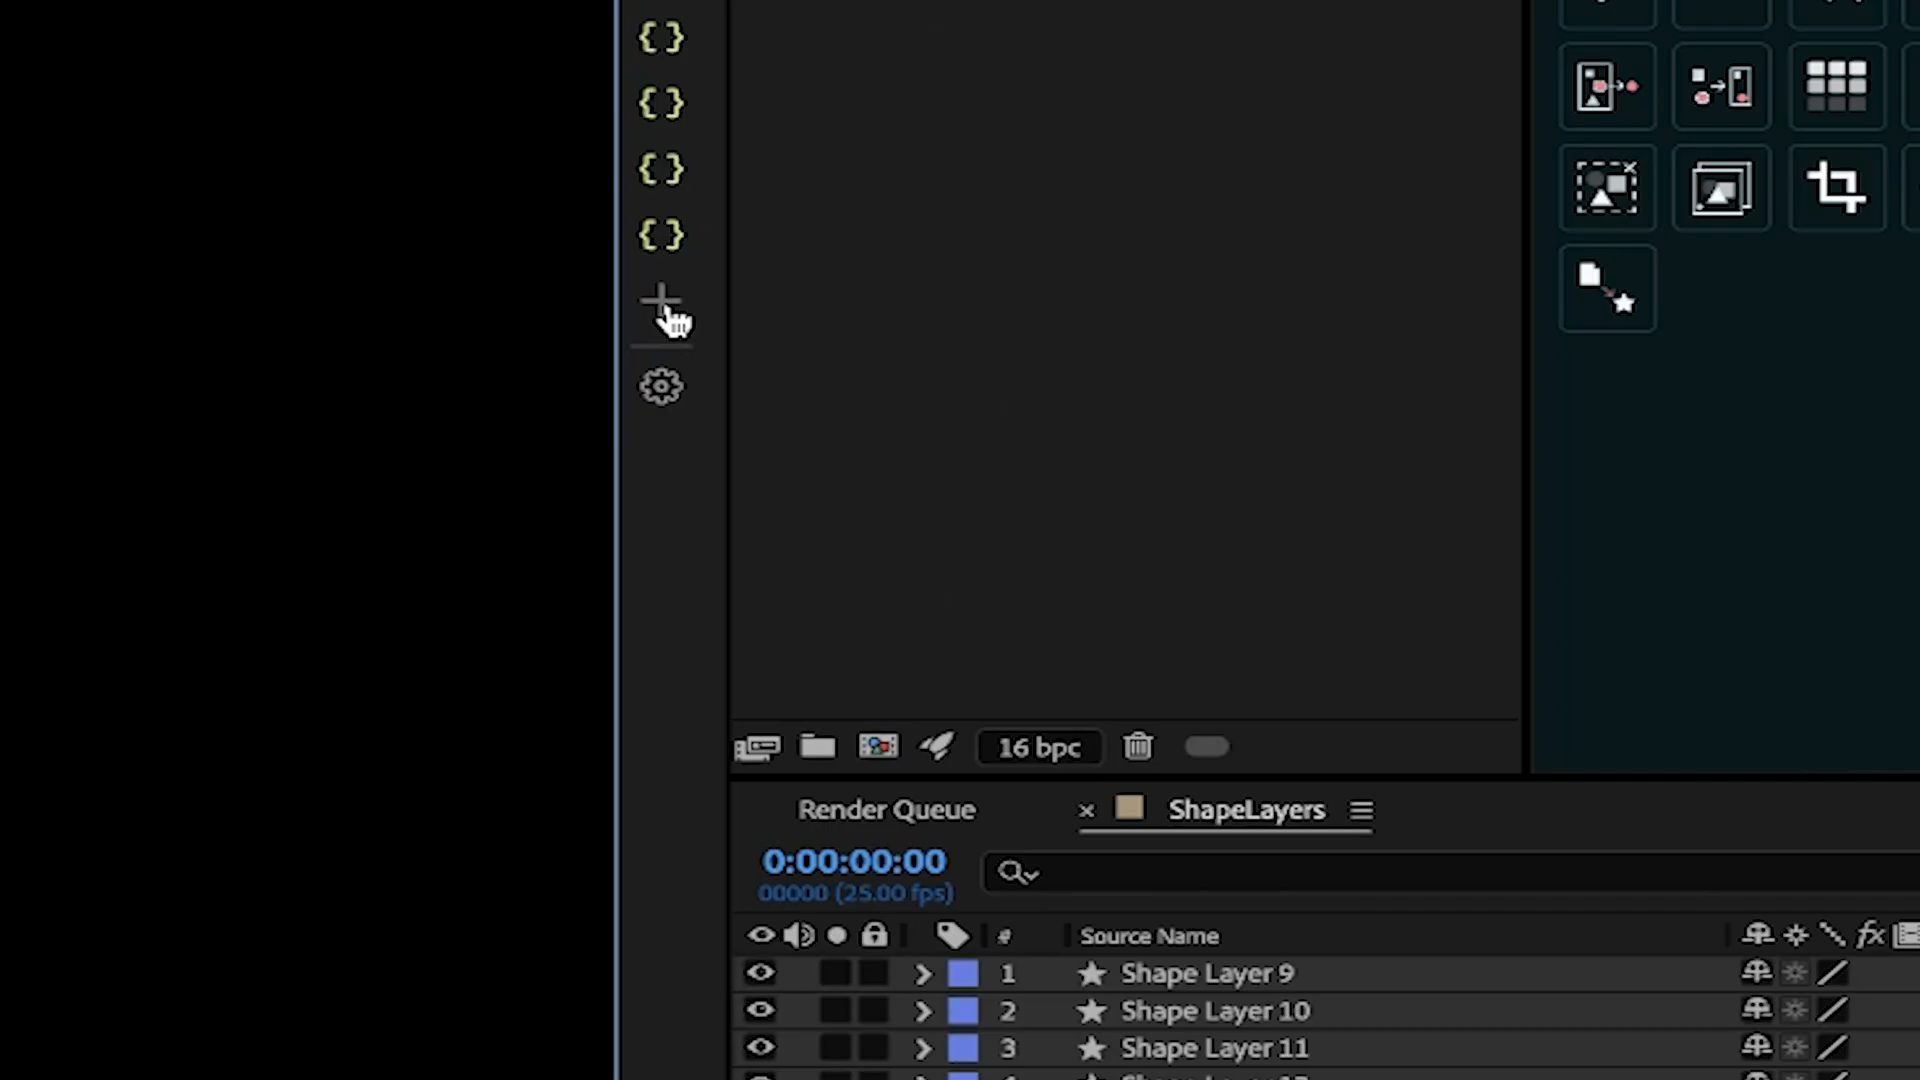 {}
{}
{}
{}
16 bpc
Render Queue
× ShapeLayers
0:00:00:00
00000 (25.00 fps)
# Source Name fx
1 Shape Layer 9
2 Shape Layer 10
3 Shape Layer 11